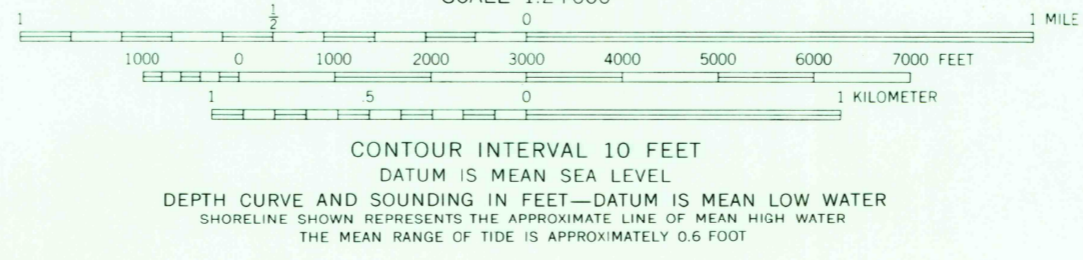 SCALE 1:24000
1 1/2 0 1 MILE
1000 0 1000 2000 3000 4000 5000 6000 7000 FEET
1 .5 0 1 KILOMETER
CONTOUR INTERVAL 10 FEET
DATUM IS MEAN SEA LEVEL
DEPTH CURVE AND SOUNDING IN FEET—DATUM IS MEAN LOW WATER
SHORELINE SHOWN REPRESENTS THE APPROXIMATE LINE OF MEAN HIGH WATER
THE MEAN RANGE OF TIDE IS APPROXIMATELY 0.6 FOOT